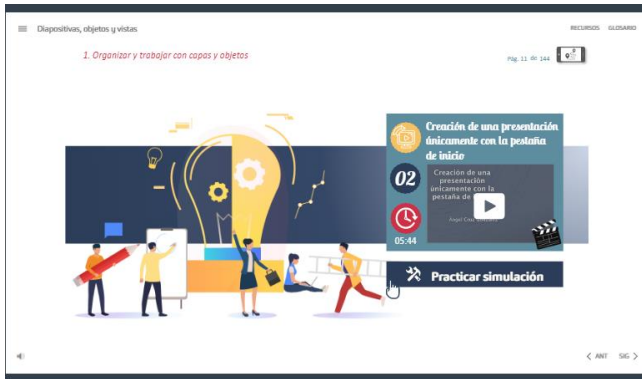 Diapositivas, objetos y vistas
RECURSOS GLOSARIO
1. Organizar y trabajar con capas y objetos
Pág. 11 de 144
Creación de una presentación
únicamente con la pestaña
de inicio
02
Creación de una
presentación
únicamente con la
pestaña de
05:44
Practicar simulación
ANT SIG